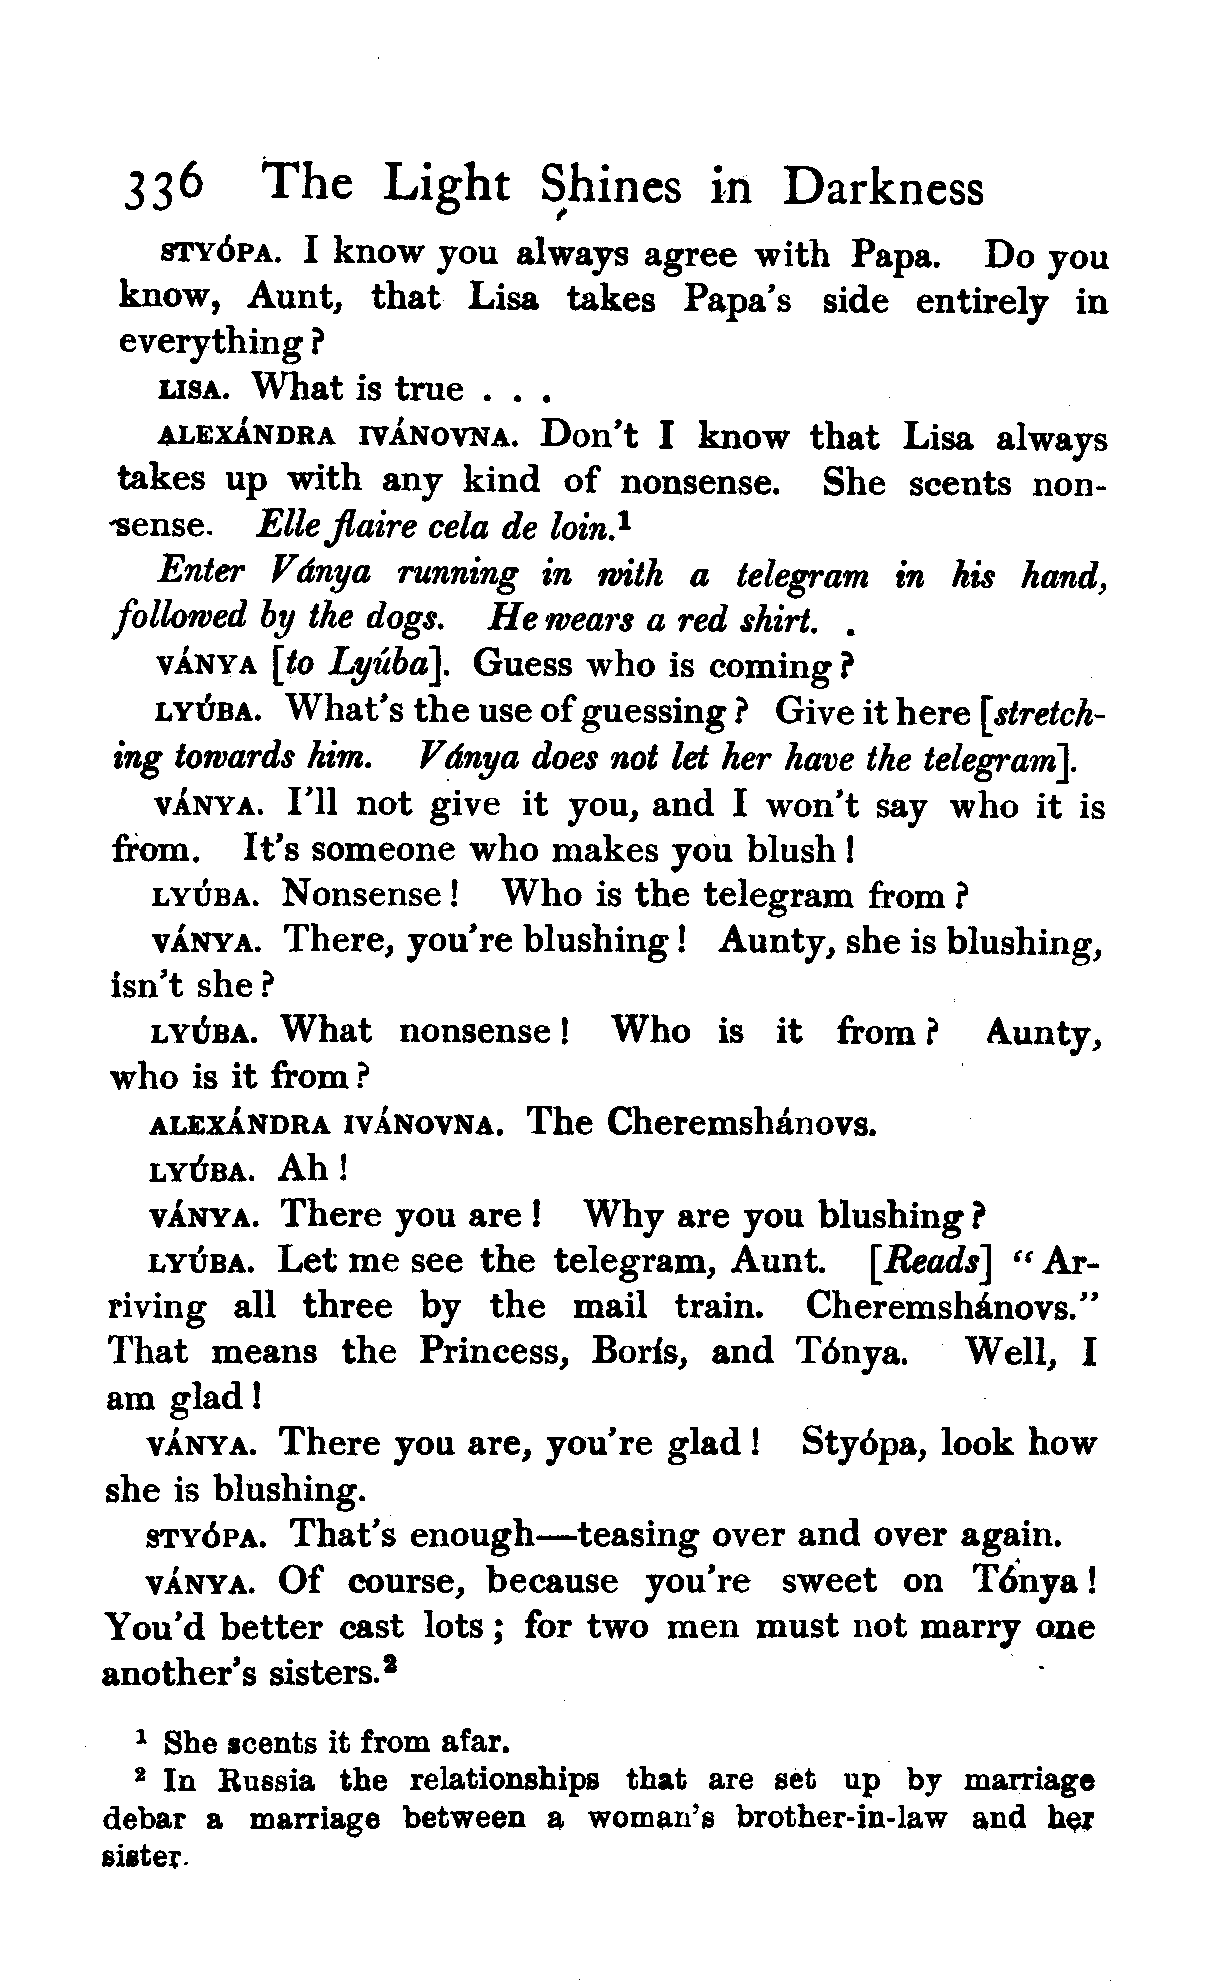 336 The Light Shines in Darkness
STYÓPA. I know you always agree with Papa. Do you
know, Aunt, that Lisa takes Papa's side entirely in
everything?
LISA. What is true . . .
ALEXÁNDRA IVÁNOVNA. Don't I know that Lisa always
takes up with any kind of nonsense. She scents non-
sense. Elle flaire cela de loin.¹
Enter Ványa running in with a telegram in his hand,
followed by the dogs. He wears a red shirt.
VÁNYA [to Lyúba]. Guess who is coming?
LYÚBA. What's the use of guessing? Give it here [stretch-
ing towards him. Ványa does not let her have the telegram].
VÁNYA. I'll not give it you, and I won't say who it is
from. It's someone who makes you blush!
LYÚBA. Nonsense! Who is the telegram from?
VÁNYA. There, you're blushing! Aunty, she is blushing,
isn't she?
LYÚBA. What nonsense! Who is it from? Aunty,
who is it from?
ALEXÁNDRA IVÁNOVNA. The Cheremshánovs.
LYÚBA. Ah!
VÁNYA. There you are! Why are you blushing?
LYÚBA. Let me see the telegram, Aunt. [Reads] "Ar-
riving all three by the mail train. Cheremshánovs."
That means the Princess, Borís, and Tónya. Well, I
am glad!
VÁNYA. There you are, you're glad! Styópa, look how
she is blushing.
STYÓPA. That's enough—teasing over and over again.
VÁNYA. Of course, because you're sweet on Tónya!
You'd better cast lots; for two men must not marry one
another's sisters.²
¹ She scents it from afar.
² In Russia the relationships that are set up by marriage
debar a marriage between a woman's brother-in-law and her
sister.